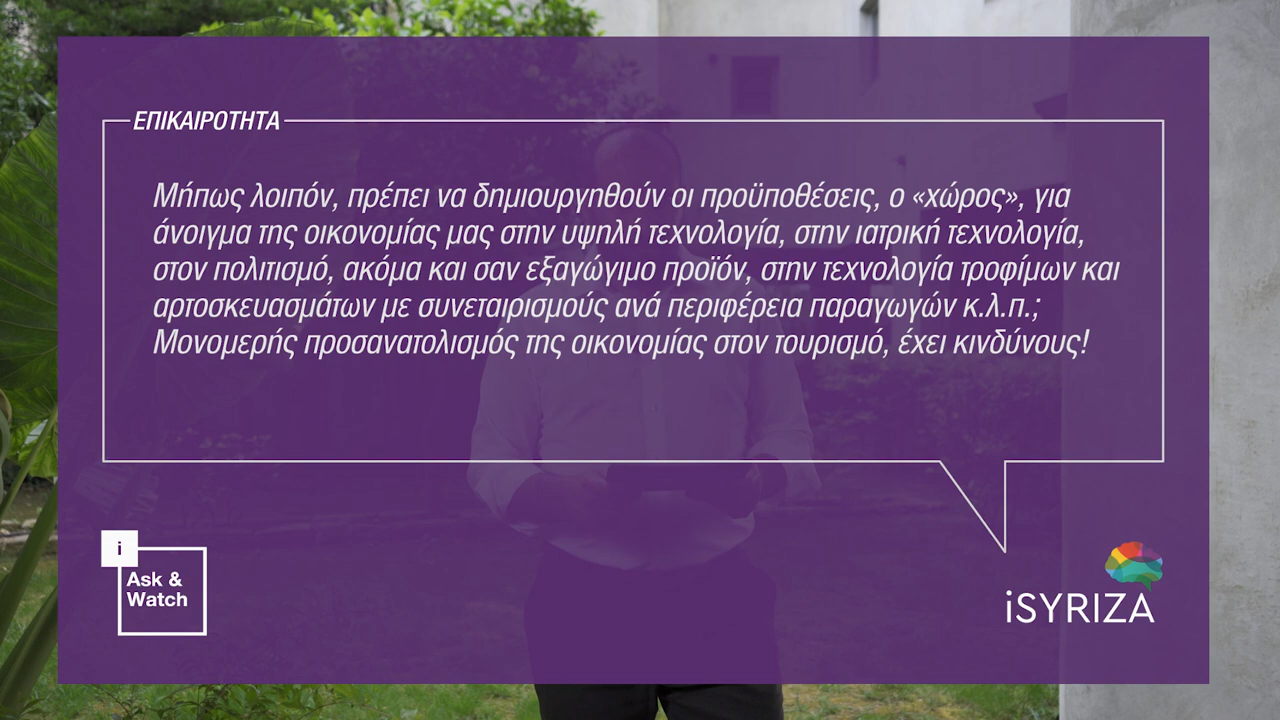 ΕΠΙΚΑΙΡΟΤΗΤΑ
Μήπως λοιπόν, πρέπει να δημιουργηθούν οι προϋποθέσεις, ο «χώρος», για
άνοιγμα της οικονομίας μας στην υψηλή τεχνολογία, στην ιατρική τεχνολογία,
στον πολιτισμό, ακόμα και σαν εξαγώγιμο προϊόν, στην τεχνολογία τροφίμων και
αρτοσκευασμάτων με συνεταιρισμούς ανά περιφέρεια παραγωγών κ.λ.π.;
Μονομερής προσανατολισμός της οικονομίας στον τουρισμό, έχει κινδύνους!
i
Ask &
Watch
iSYRIZA